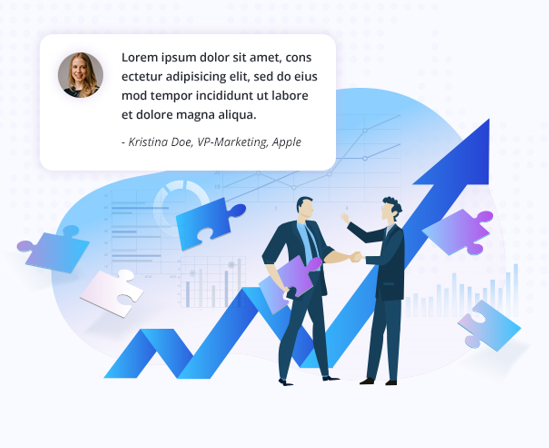 Lorem ipsum dolor sit amet, cons
ectetur adipisicing elit, sed do eius
mod tempor incididunt ut labore
et dolore magna aliqua.
- Kristina Doe, VP-Marketing, Apple